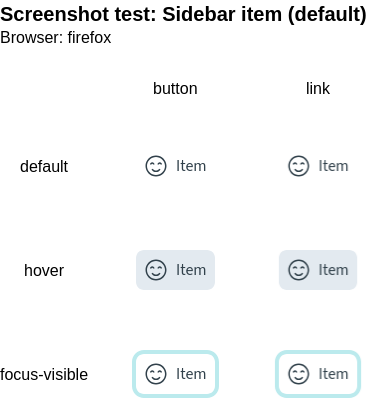 Screenshot test: Sidebar item (default)
Browser: firefox
button link
default Item Item
hover Item Item
focus-visible Item Item